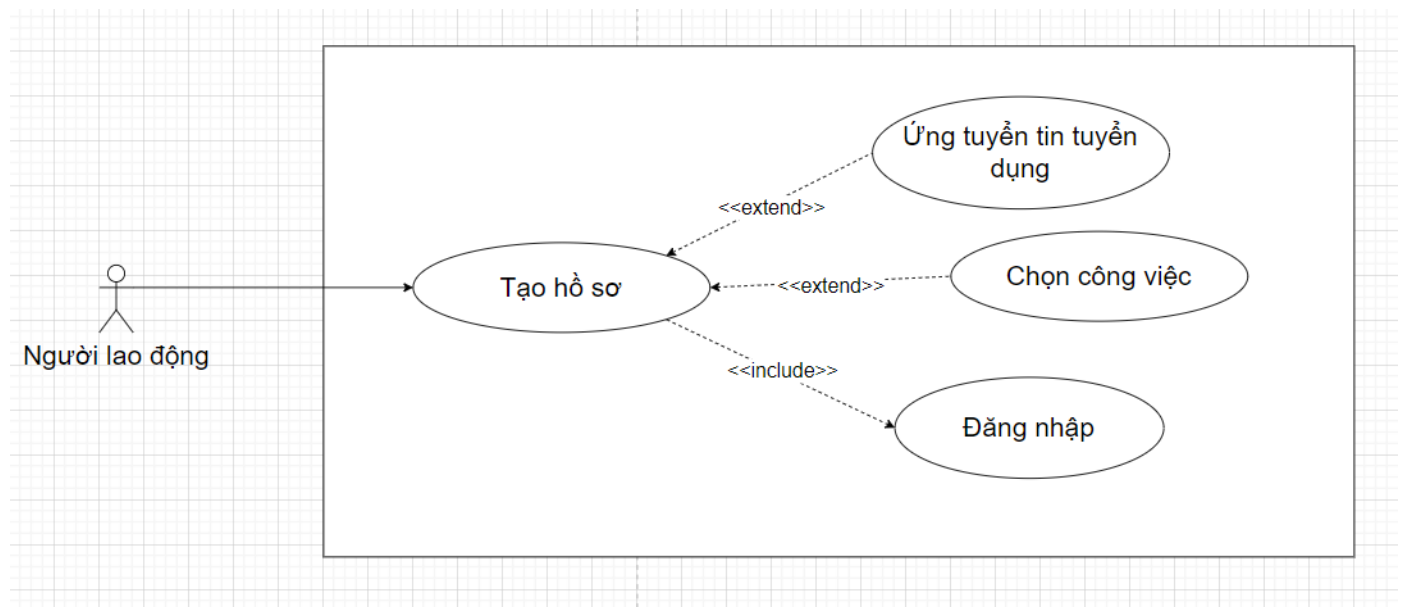 Ứng tuyển tin tuyển
dụng
<<extend>>
Chọn công việc
<<extend>>
Tạo hồ sơ
Người lao động
<<include>>
Đăng nhập